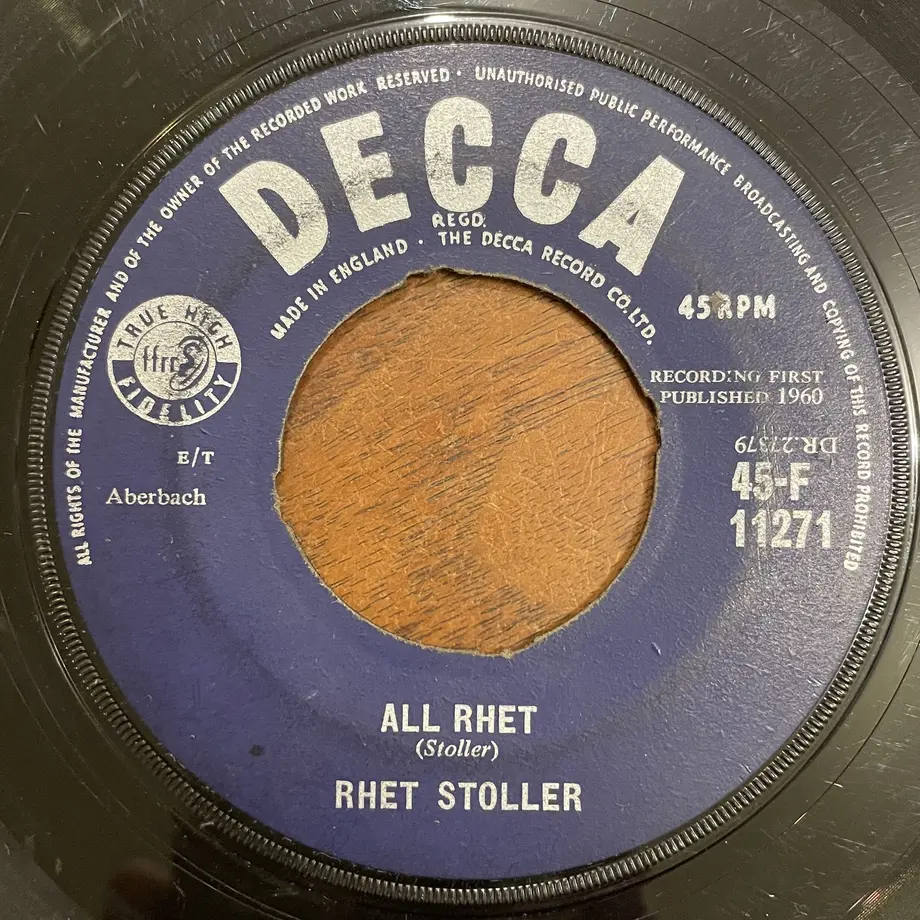 ALL RIGHTS OF THE MANUFACTURER AND OF THE OWNER OF THE RECORDED WORK RESERVED · UNAUTHORISED PUBLIC PERFORMANCE BROADCASTING AND COPYING OF THIS RECORD PROHIBITED
DECCA
REGD.
MADE IN ENGLAND · THE DECCA RECORD CO. LTD.
45 RPM
TRUE HIGH
ffrr
FIDELITY
RECORDING FIRST
PUBLISHED 1960
DR.27379
E/T
45-F
Aberbach
11271
ALL RHET
(Stoller)
RHET STOLLER